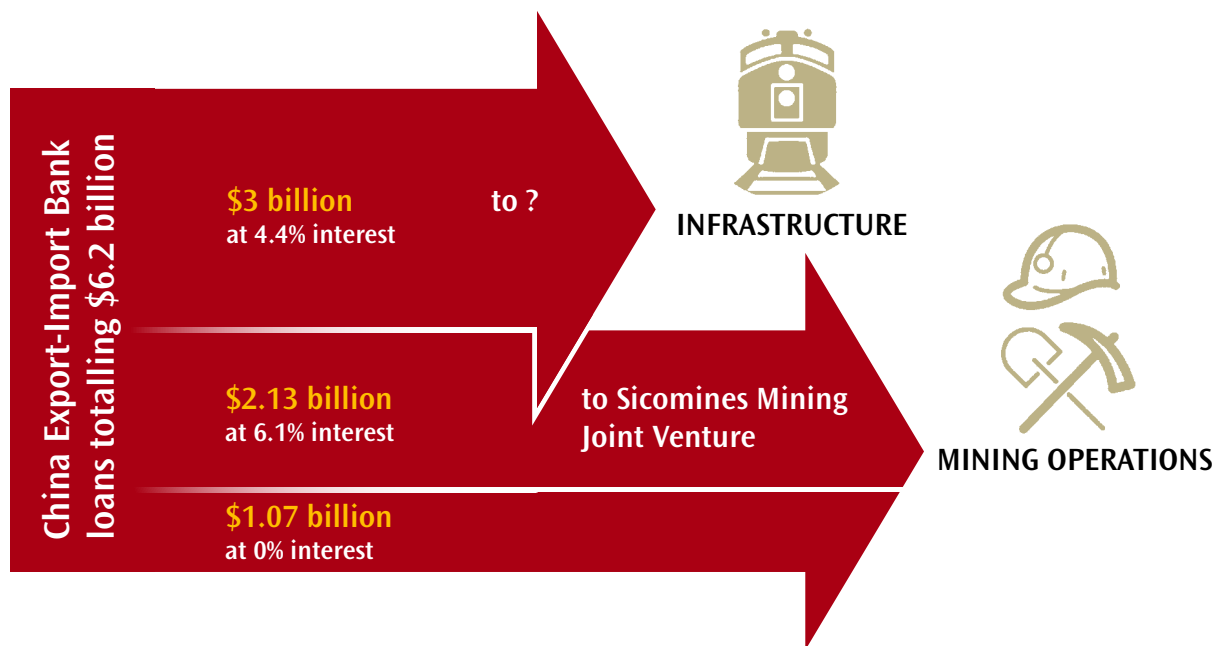 China Export-Import Bank
loans totalling $6.2 billion
$3 billion
at 4.4% interest
to ?
INFRASTRUCTURE
$2.13 billion
at 6.1% interest
to Sicomines Mining
Joint Venture
MINING OPERATIONS
$1.07 billion
at 0% interest